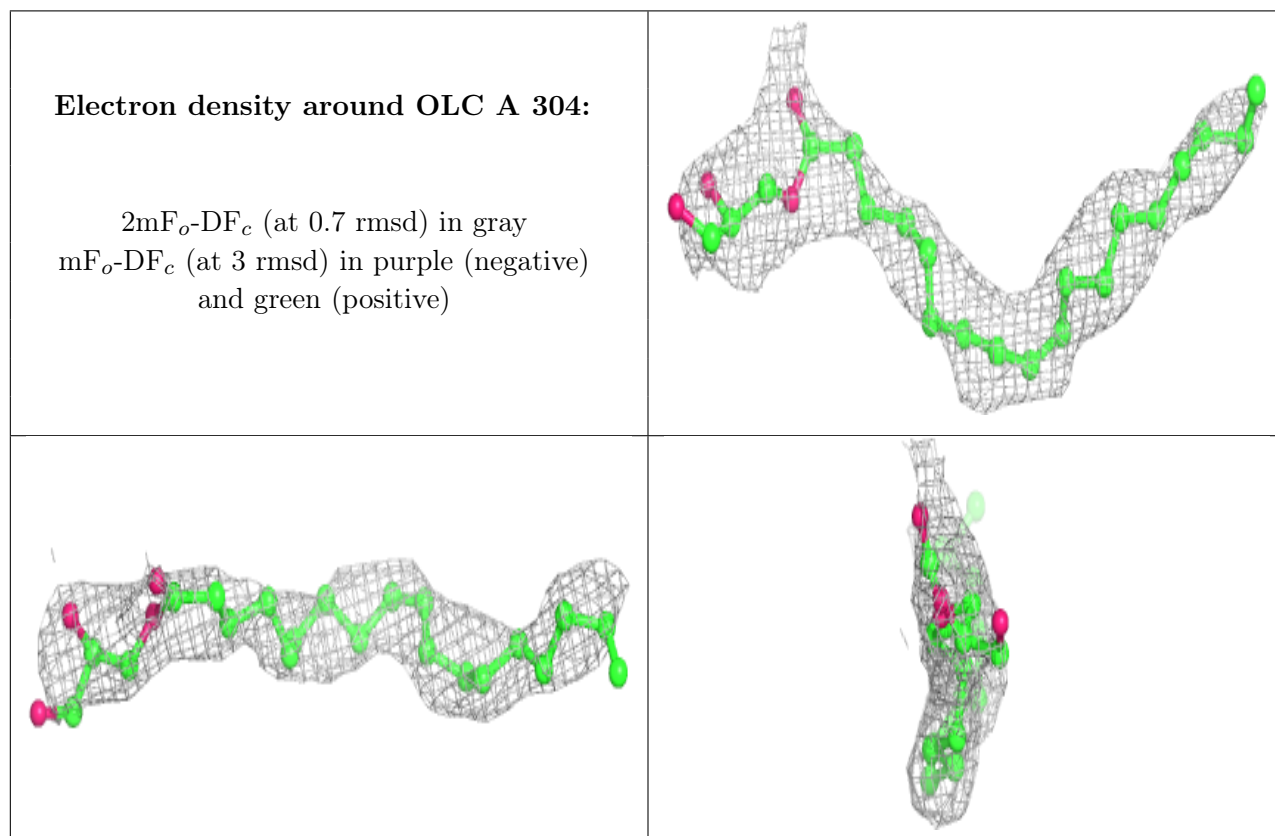 Electron density around OLC A 304:
2mFo-DFc (at 0.7 rmsd) in gray
mFo-DFc (at 3 rmsd) in purple (negative)
and green (positive)